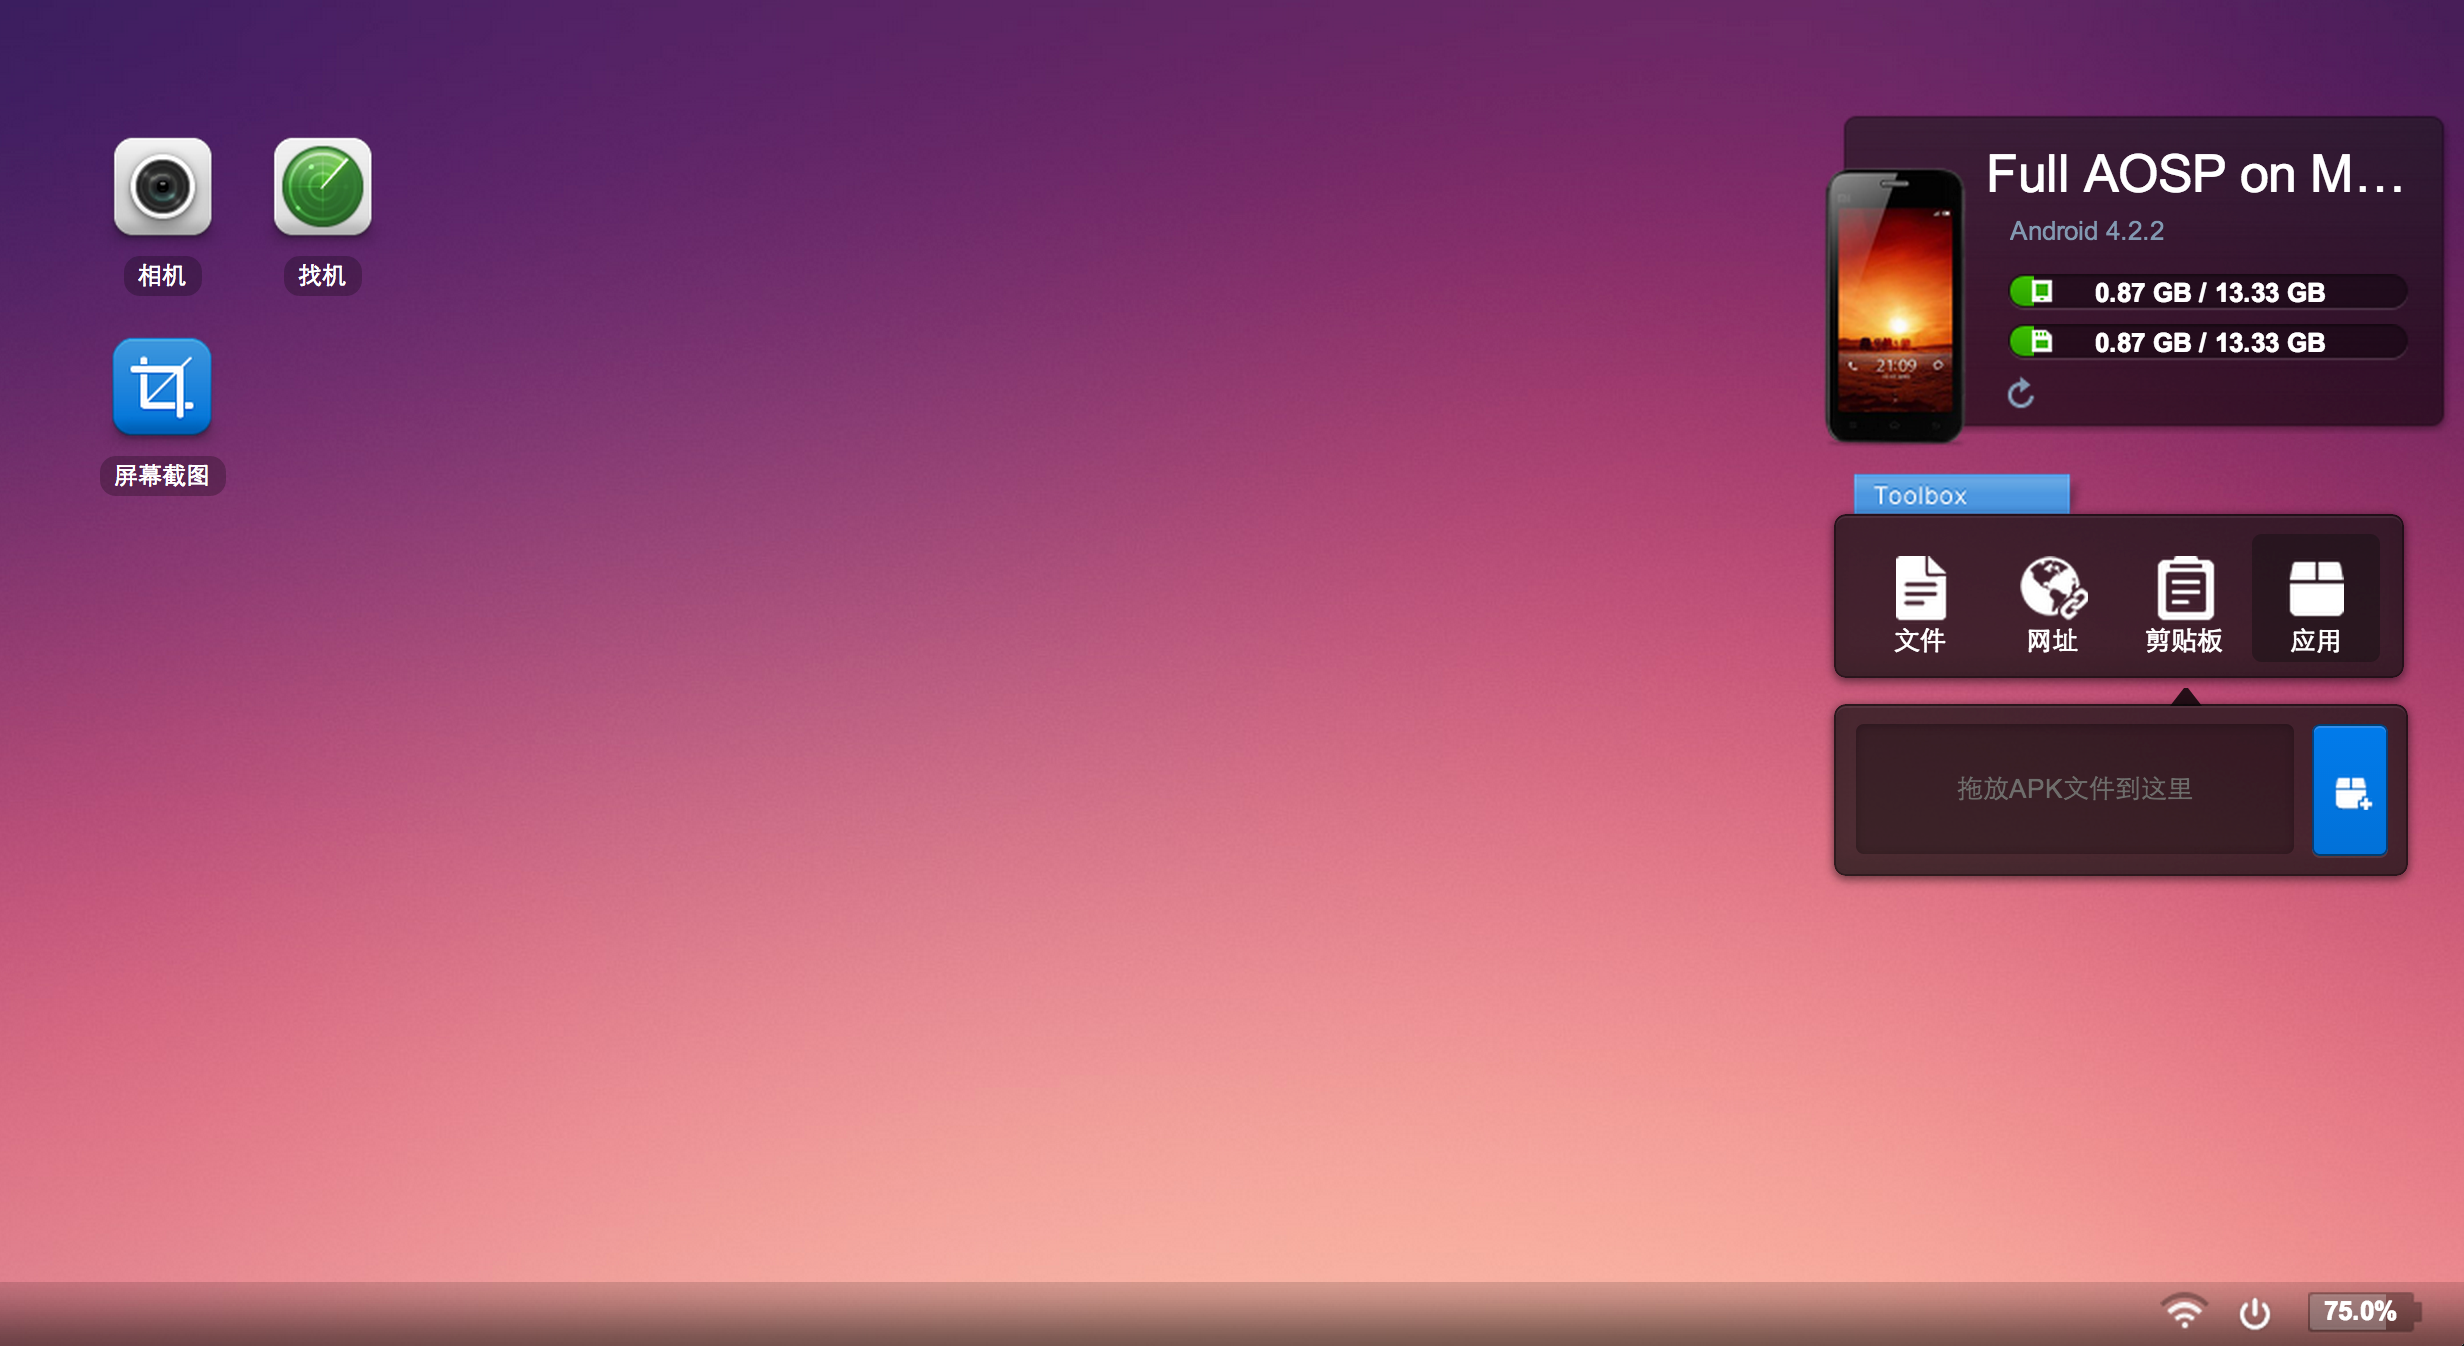 相机
找机
屏幕截图
Full AOSP on M...
Android 4.2.2
0.87 GB / 13.33 GB
0.87 GB / 13.33 GB
21:09
Toolbox
文件
网址
剪贴板
应用
拖放APK文件到这里
75.0%